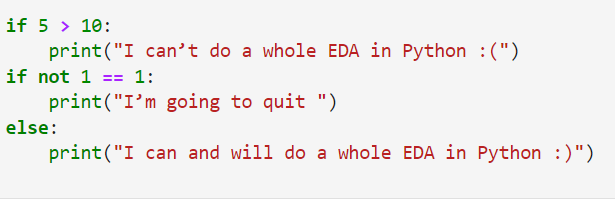 if 5 > 10:
    print("I can’t do a whole EDA in Python :(")
if not 1 == 1:
    print("I’m going to quit ")
else:
    print("I can and will do a whole EDA in Python :)")